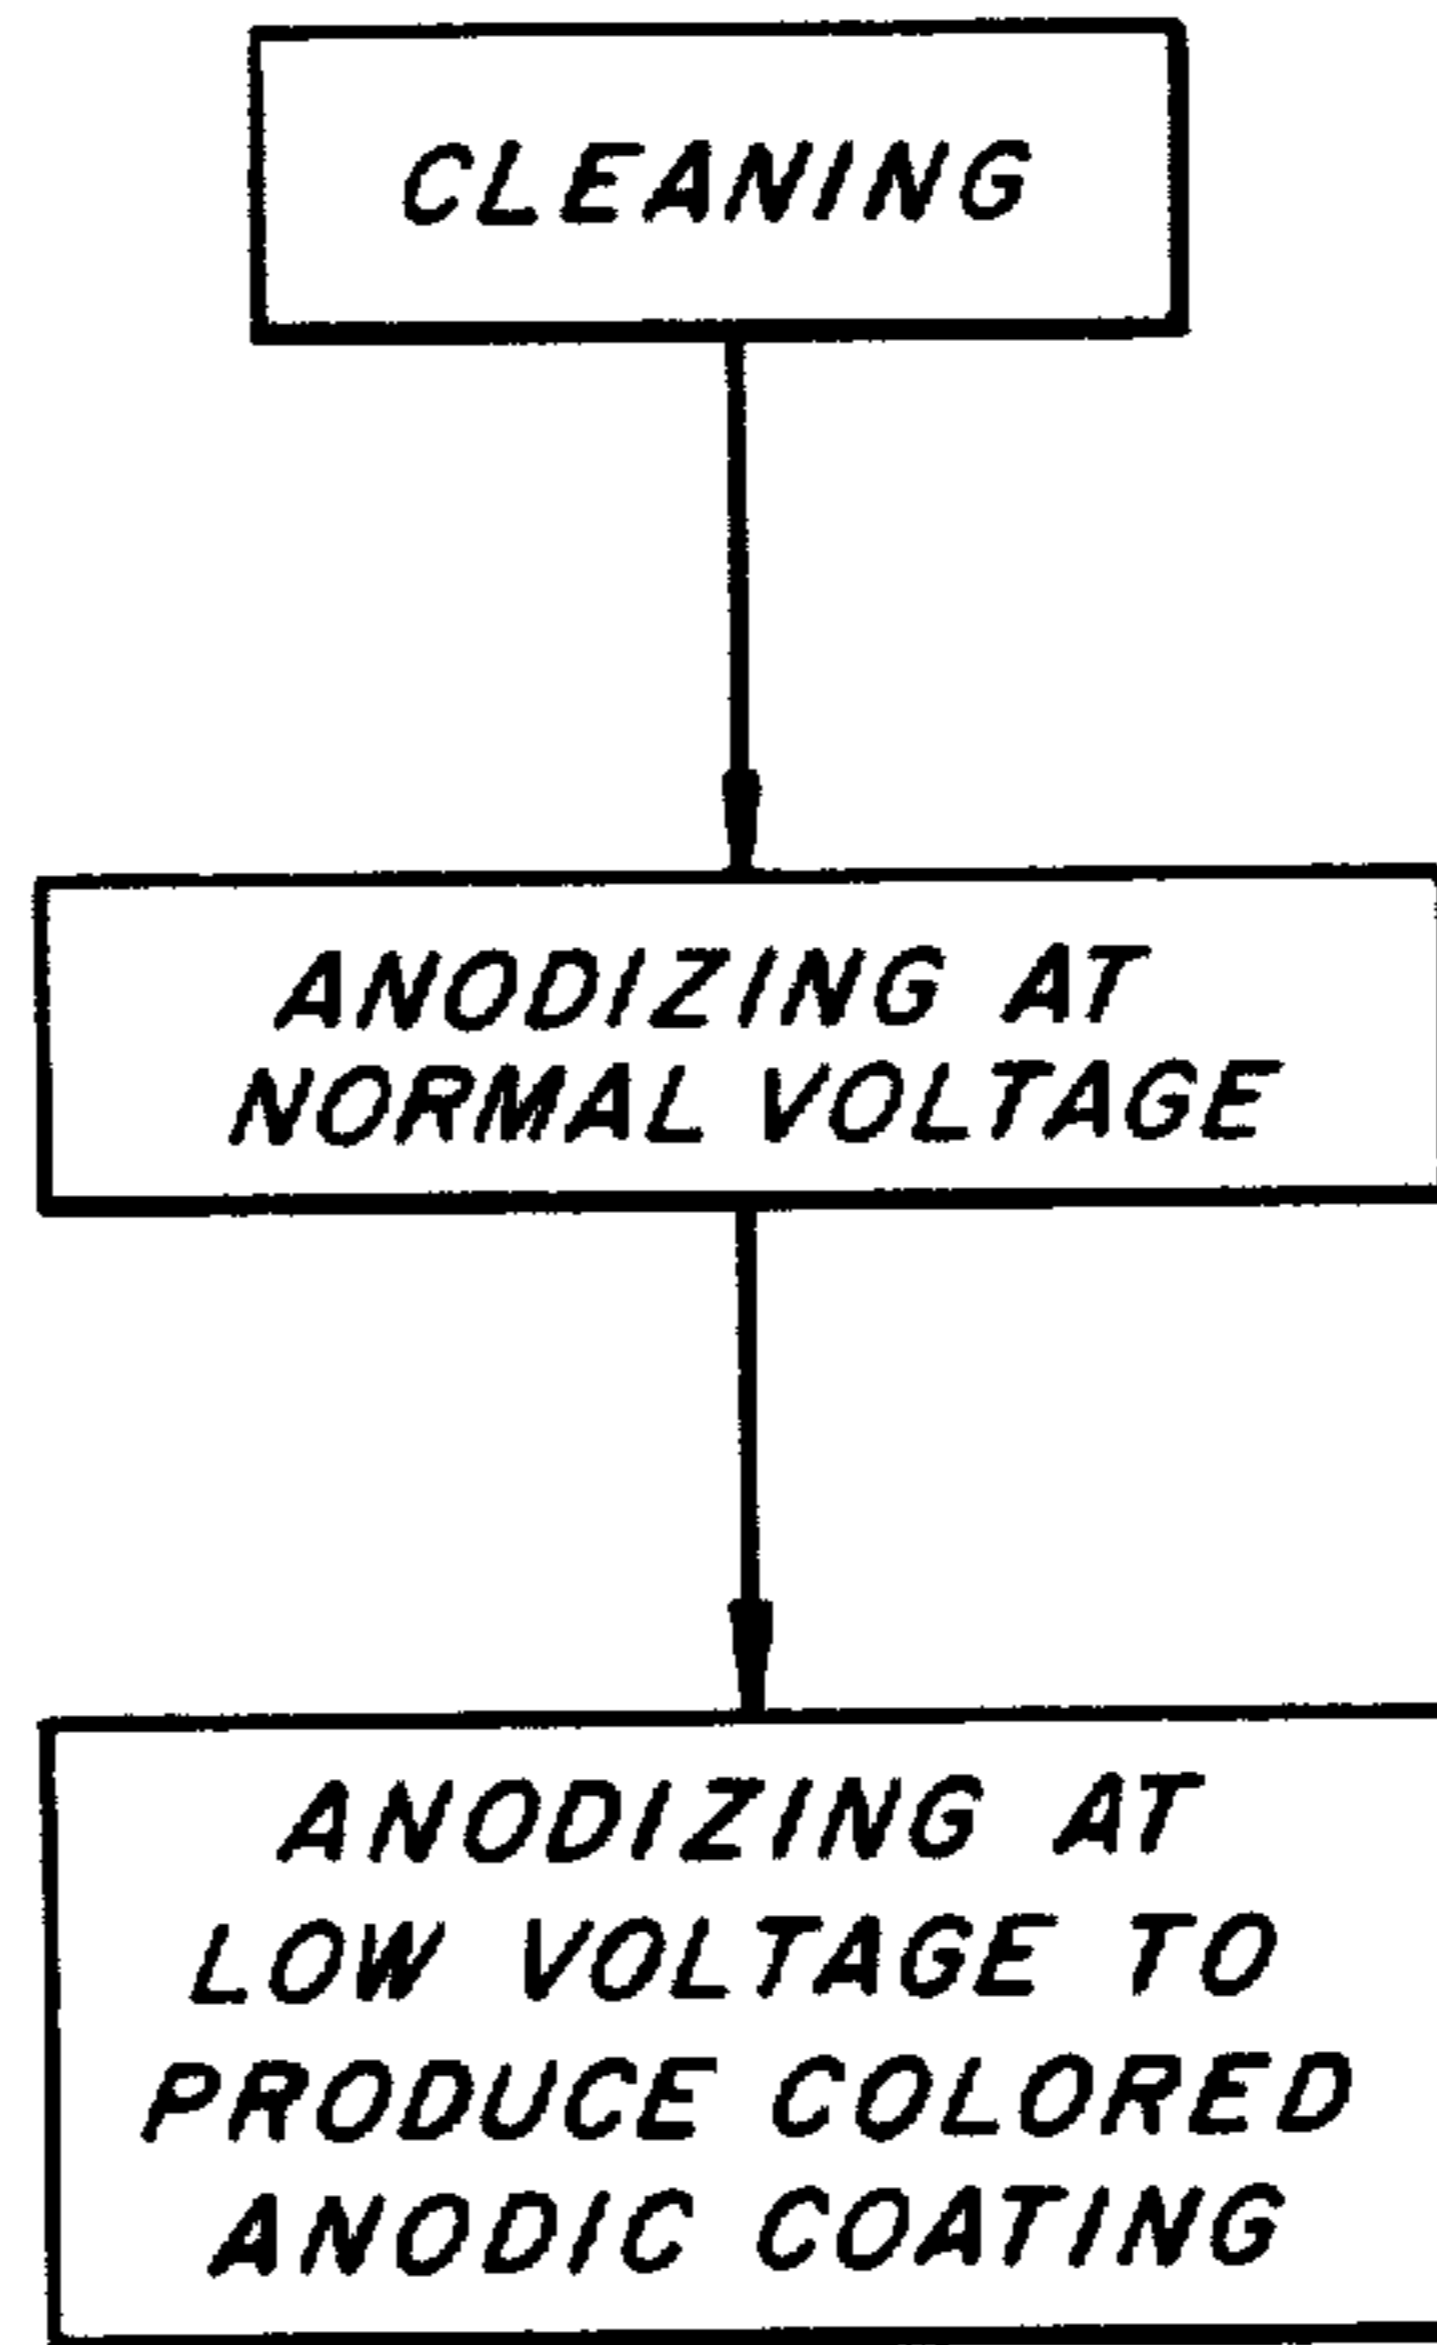 CLEANING
ANODIZING AT
NORMAL VOLTAGE
ANODIZING AT
LOW VOLTAGE TO
PRODUCE COLORED
ANODIC COATING